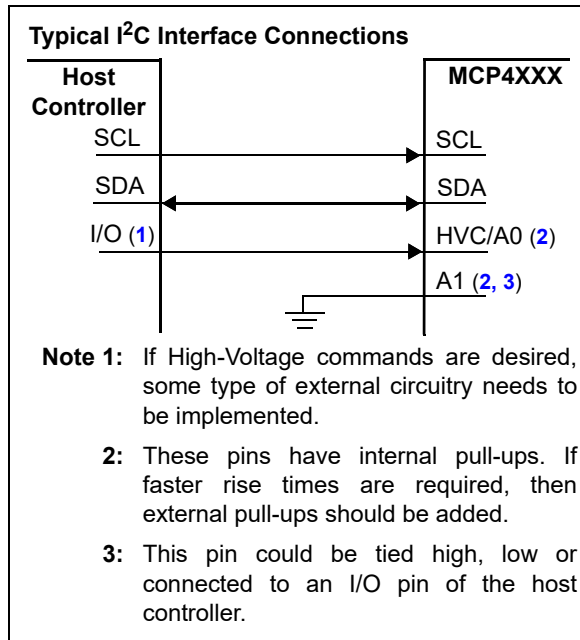 Typical I²C Interface Connections
Host
Controller
MCP4XXX
SCL
SCL
SDA
SDA
I/O (1)
HVC/A0 (2)
A1 (2, 3)
Note 1: If High-Voltage commands are desired,
some type of external circuitry needs to
be implemented.
2: These pins have internal pull-ups. If
faster rise times are required, then
external pull-ups should be added.
3: This pin could be tied high, low or
connected to an I/O pin of the host
controller.